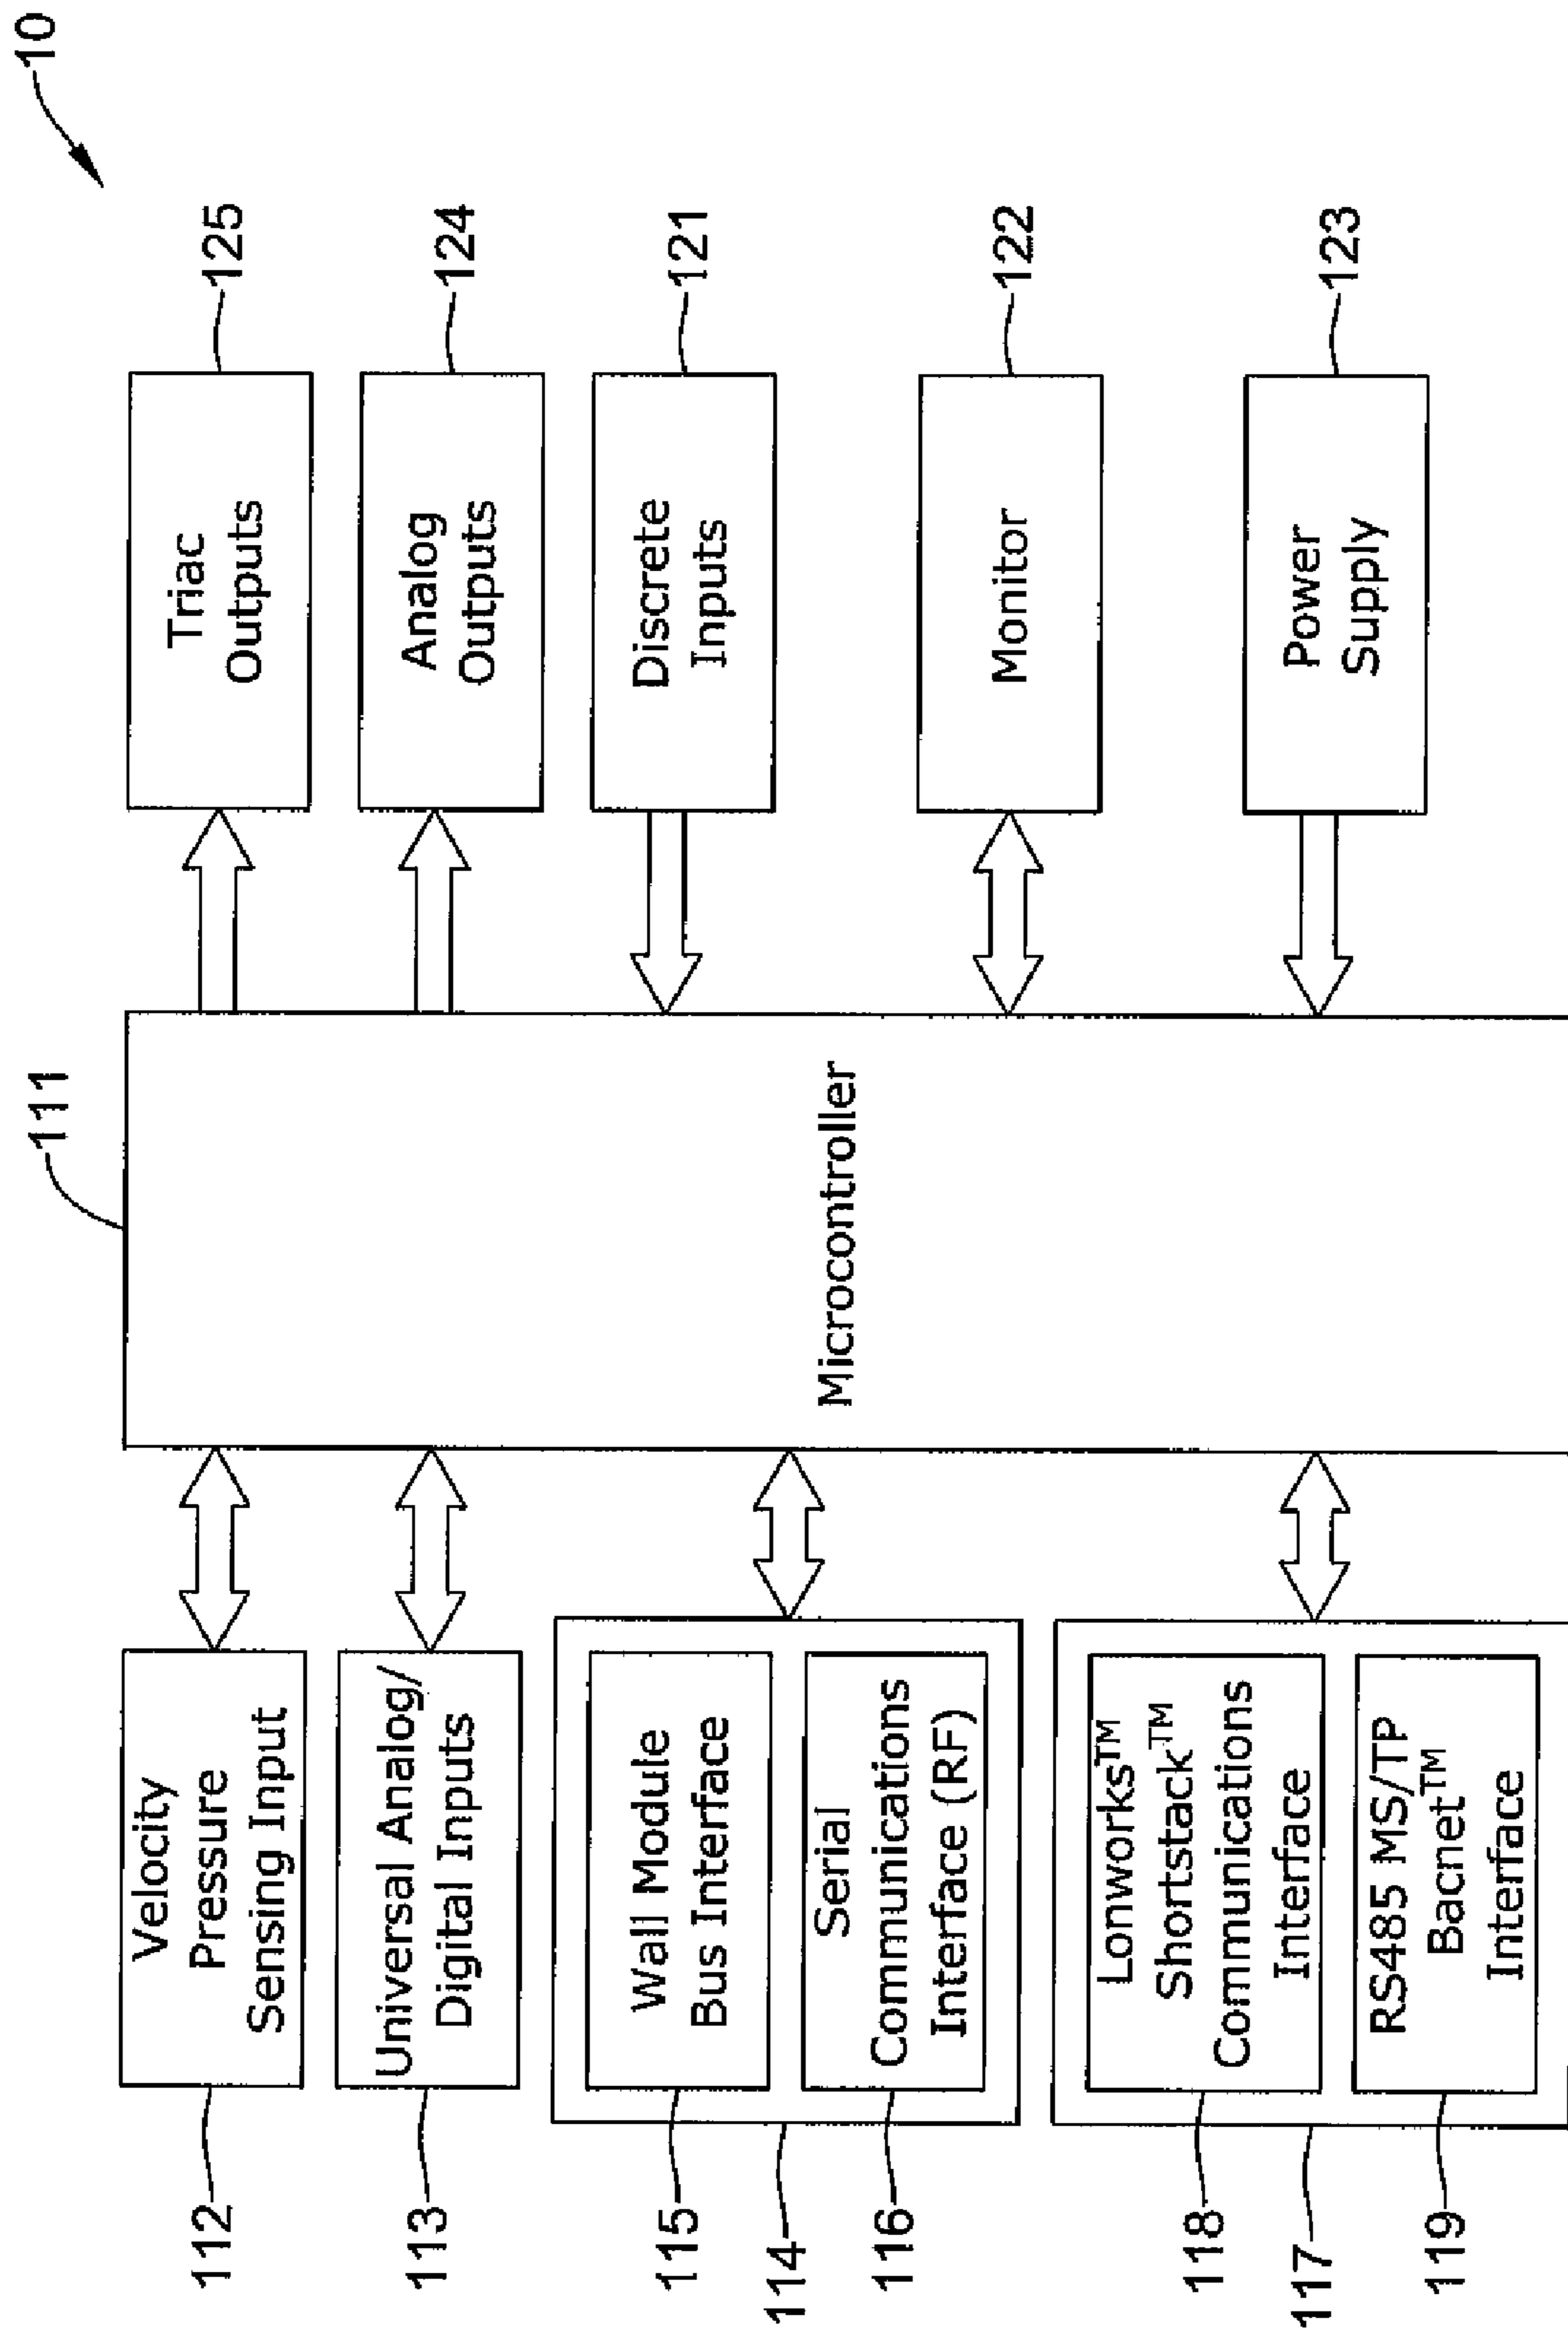 10
111
112
Velocity
Pressure
Sensing Input
113
Universal Analog/
Digital Inputs
115
Wall Module
Bus Interface
114
116
Serial
Communications
Interface (RF)
118
Lonworks™
Shortstack™
Communications
Interface
117
119
RS485 MS/TP
Bacnet™
Interface
Microcontroller
Triac
Outputs
125
Analog
Outputs
124
Discrete
Inputs
121
Monitor
122
Power
Supply
123